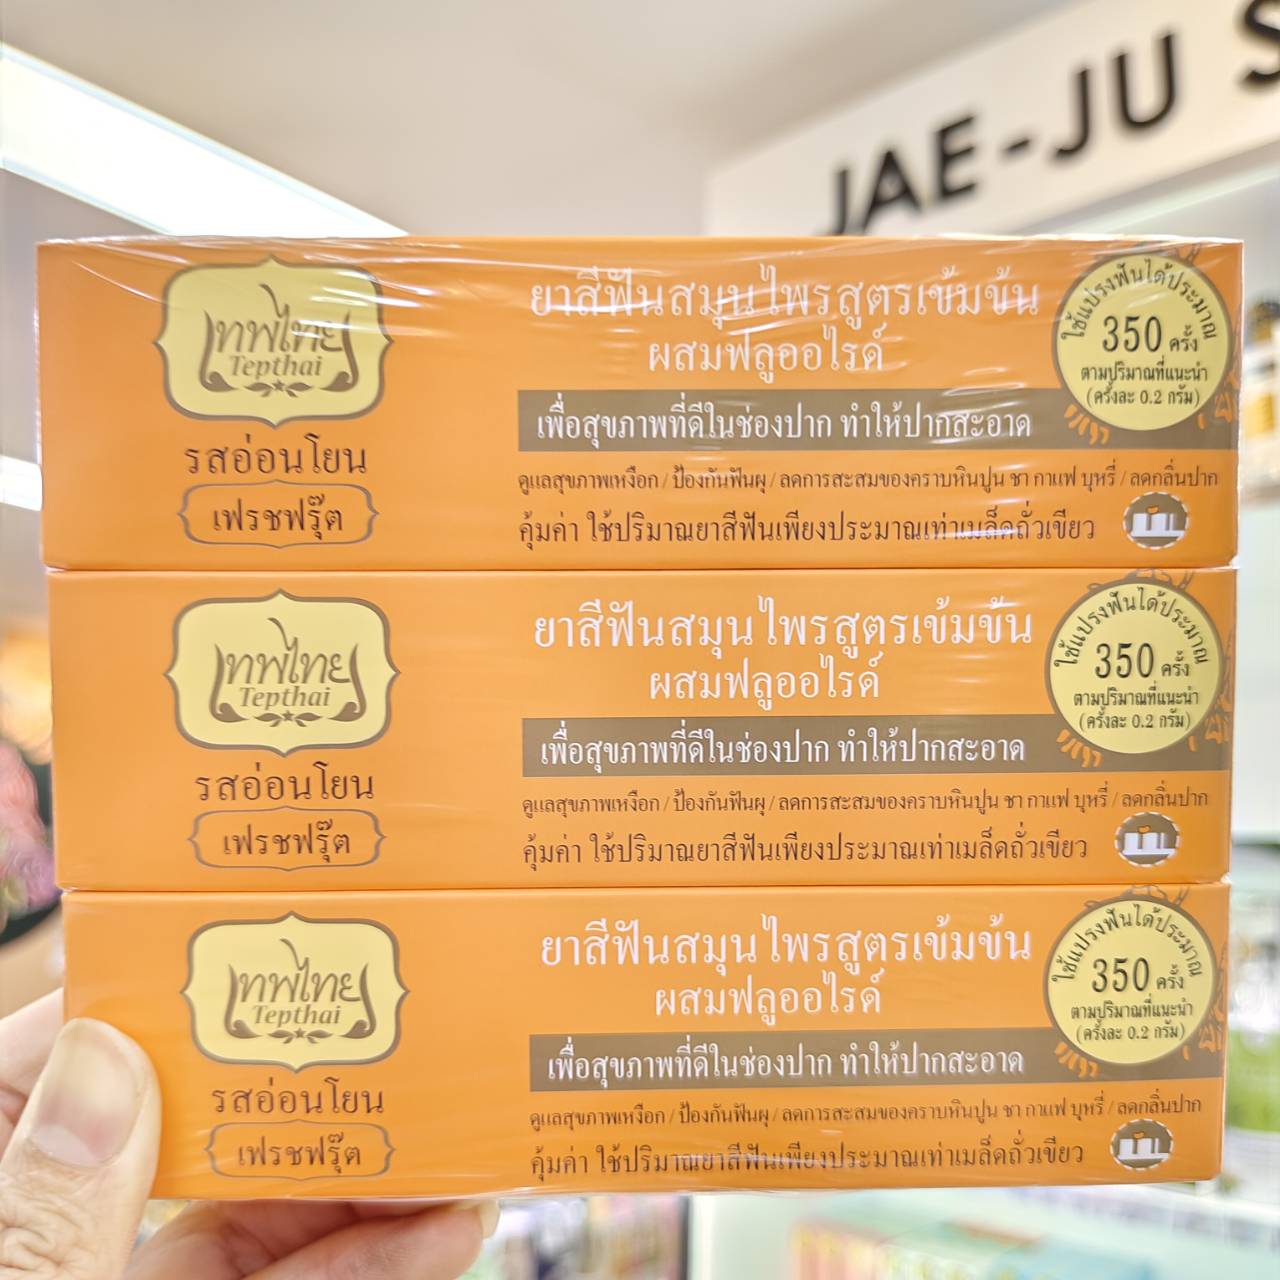 JAE-JU S
เทพไทย
Tepthai
รสอ่อนโยน
เฟรชฟรุ๊ต
ยาสีฟันสมุนไพรสูตรเข้มข้น
ผสมฟลูออไรด์
เพื่อสุขภาพที่ดีในช่องปาก ทำให้ปากสะอาด
ดูแลสุขภาพเหงือก / ป้องกันฟันผุ / ลดการสะสมของคราบหินปูน ชา กาแฟ บุหรี่ / ลดกลิ่นปาก
คุ้มค่า ใช้ปริมาณยาสีฟันเพียงประมาณเท่าเมล็ดถั่วเขียว
ใช้แปรงฟันได้ประมาณ
350 ครั้ง
ตามปริมาณที่แนะนำ
(ครั้งละ 0.2 กรัม)
เทพไทย
Tepthai
รสอ่อนโยน
เฟรชฟรุ๊ต
ยาสีฟันสมุนไพรสูตรเข้มข้น
ผสมฟลูออไรด์
เพื่อสุขภาพที่ดีในช่องปาก ทำให้ปากสะอาด
ดูแลสุขภาพเหงือก / ป้องกันฟันผุ / ลดการสะสมของคราบหินปูน ชา กาแฟ บุหรี่ / ลดกลิ่นปาก
คุ้มค่า ใช้ปริมาณยาสีฟันเพียงประมาณเท่าเมล็ดถั่วเขียว
ใช้แปรงฟันได้ประมาณ
350 ครั้ง
ตามปริมาณที่แนะนำ
(ครั้งละ 0.2 กรัม)
เทพไทย
Tepthai
รสอ่อนโยน
เฟรชฟรุ๊ต
ยาสีฟันสมุนไพรสูตรเข้มข้น
ผสมฟลูออไรด์
เพื่อสุขภาพที่ดีในช่องปาก ทำให้ปากสะอาด
ดูแลสุขภาพเหงือก / ป้องกันฟันผุ / ลดการสะสมของคราบหินปูน ชา กาแฟ บุหรี่ / ลดกลิ่นปาก
คุ้มค่า ใช้ปริมาณยาสีฟันเพียงประมาณเท่าเมล็ดถั่วเขียว
ใช้แปรงฟันได้ประมาณ
350 ครั้ง
ตามปริมาณที่แนะนำ
(ครั้งละ 0.2 กรัม)